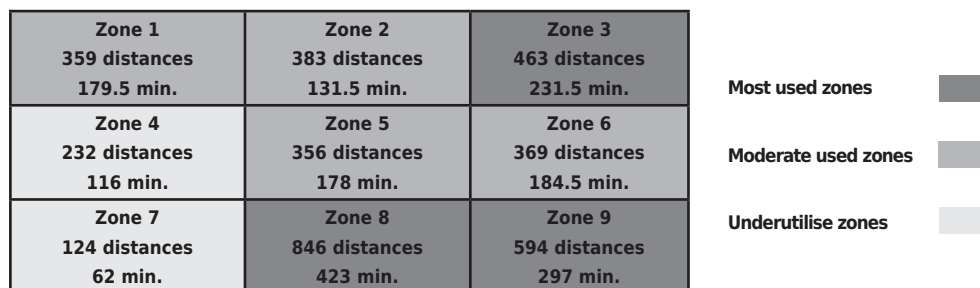 Zone 1
359 distances
179.5 min.
Zone 2
383 distances
131.5 min.
Zone 3
463 distances
231.5 min.
Zone 4
232 distances
116 min.
Zone 5
356 distances
178 min.
Zone 6
369 distances
184.5 min.
Zone 7
124 distances
62 min.
Zone 8
846 distances
423 min.
Zone 9
594 distances
297 min.
Most used zones
Moderate used zones
Underutilise zones